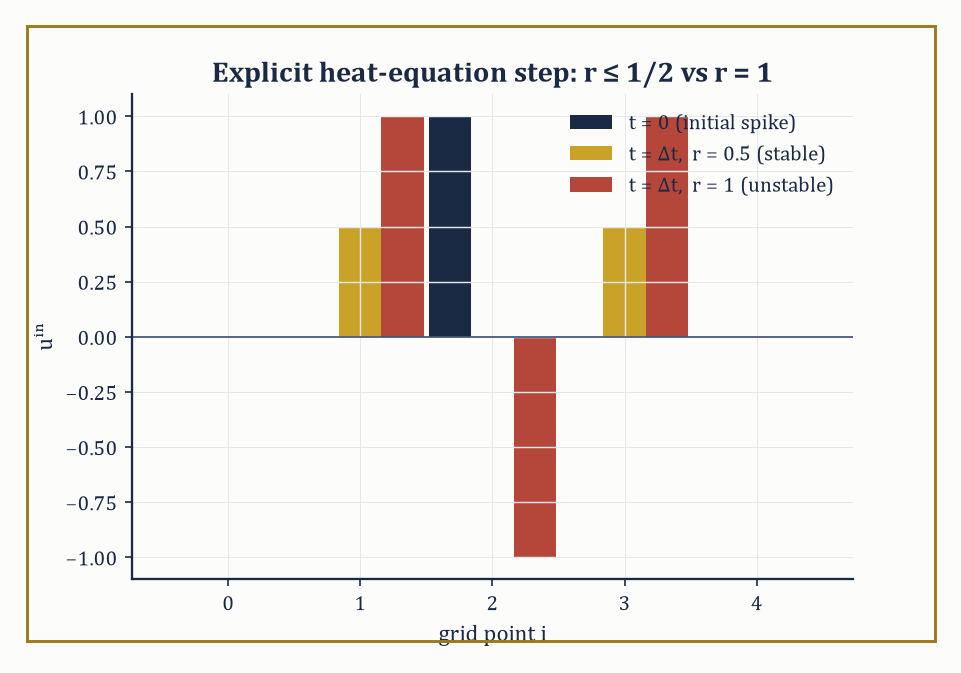 Explicit heat-equation step: r ≤ 1/2 vs r = 1
t = 0 (initial spike)
t = Δt, r = 0.5 (stable)
t = Δt, r = 1 (unstable)
1.00
0.75
0.50
0.25
0.00
−0.25
−0.50
−0.75
−1.00
uⁱⁿ
0 1 2 3 4
grid point i